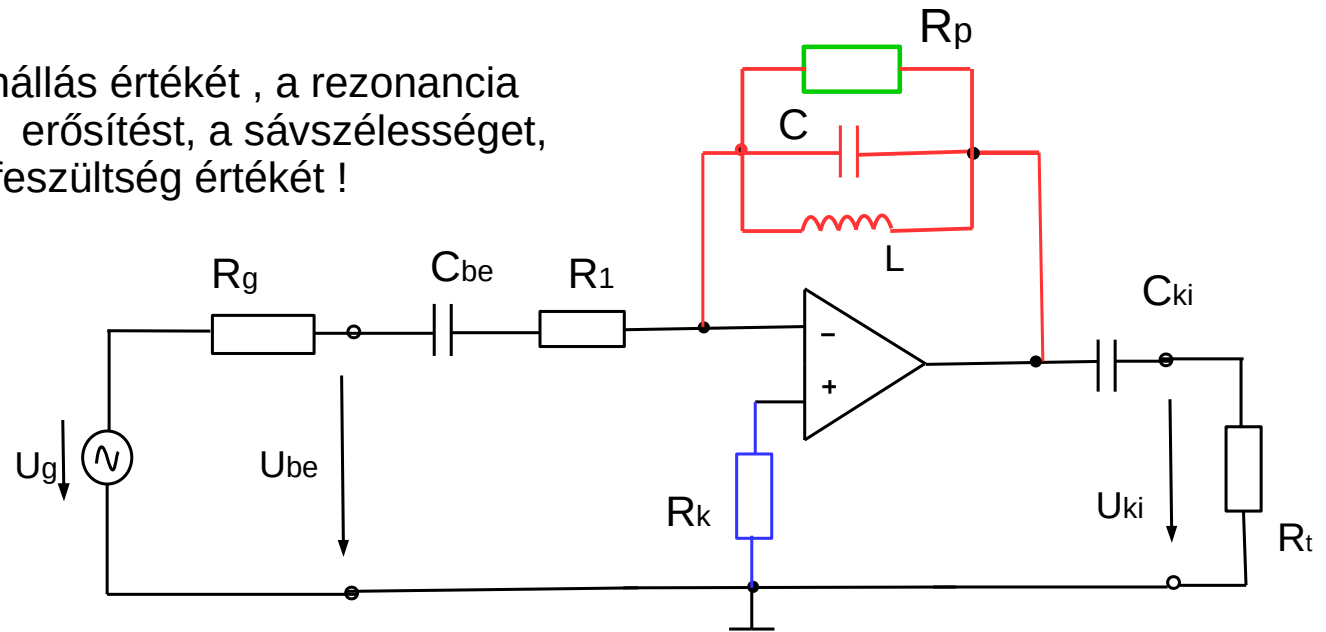 Rp
nállás értékét , a rezonancia
erősítést, a sávszélességet,
feszültség értékét !
C
L
Rg
Cbe
R1
Cki
−
+
Ug
Ube
Rk
Uki
Rt